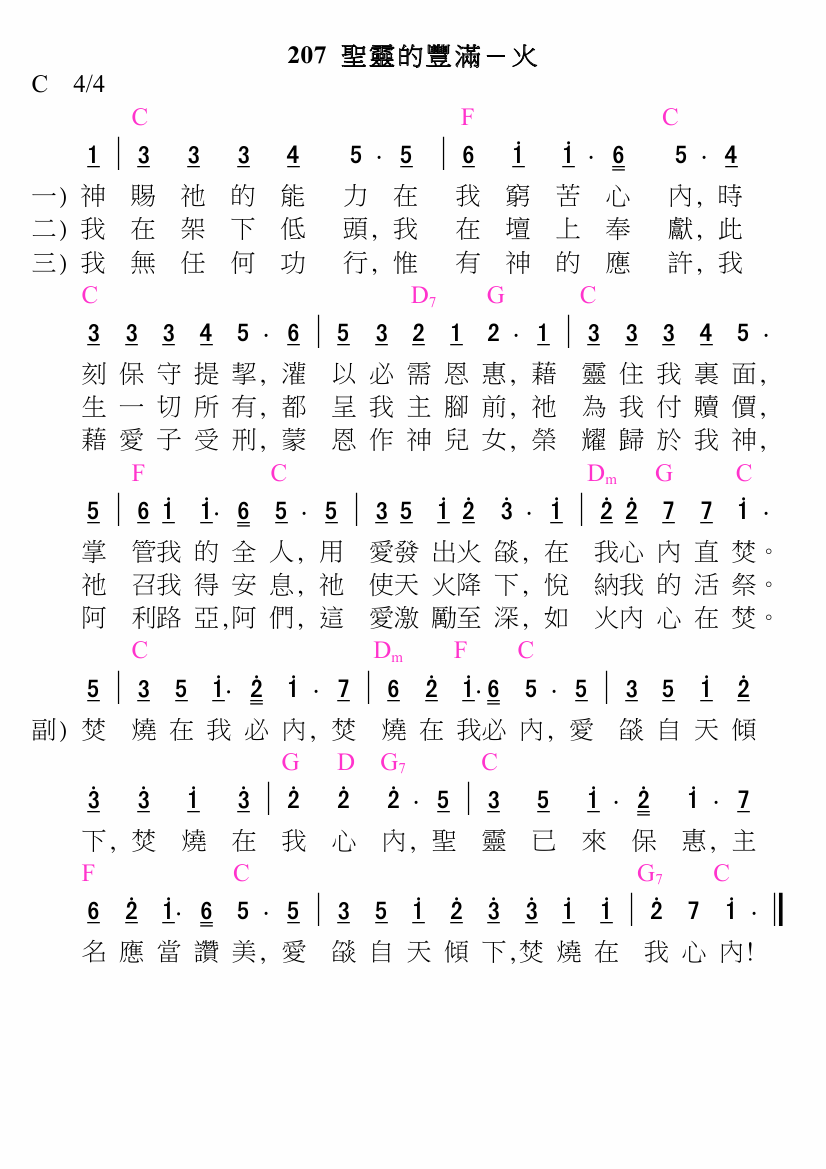 207 聖靈的豐滿－火
C 4/4
C F C
1 | 3 3 3 4 5 · 5 | 6 i i · 6 5 · 4
一) 神 賜 祂 的 能 力 在 我 窮 苦 心 內, 時
二) 我 在 架 下 低 頭, 我 在 壇 上 奉 獻, 此
三) 我 無 任 何 功 行, 惟 有 神 的 應 許, 我
C D7 G C
3 3 3 4 5 · 6 | 5 3 2 1 2 · 1 | 3 3 3 4 5 ·
刻 保 守 提 挈, 灌 以 必 需 恩 惠, 藉 靈 住 我 裏 面,
生 一 切 所 有, 都 呈 我 主 腳 前, 祂 為 我 付 贖 價,
藉 愛 子 受 刑, 蒙 恩 作 神 兒 女, 榮 耀 歸 於 我 神,
F C Dm G C
5 | 6 i i · 6 5 · 5 | 3 5 i 2̇ 3̇ · i | 2̇ 2̇ 7 7 i ·
掌 管我 的 全 人, 用 愛發 出火 燄, 在 我心 內 直 焚。
祂 召我 得 安 息, 祂 使天 火降 下, 悅 納我 的 活 祭。
阿 利路 亞,阿 們, 這 愛激 勵至 深, 如 火內 心 在 焚。
C Dm F C
5 | 3 5 i · 2̇ i · 7 | 6 2̇ i · 6 5 · 5 | 3 5 i 2̇
副) 焚 燒 在 我 必 內, 焚 燒 在 我必 內, 愛 燄 自 天 傾
G D G7 C
3̇ 3̇ i 3̇ | 2̇ 2̇ 2̇ · 5 | 3 5 i · 2̇ i · 7
下, 焚 燒 在 我 心 內, 聖 靈 已 來 保 惠, 主
F C G7 C
6 2̇ i · 6 5 · 5 | 3 5 i 2̇ 3̇ 3̇ i i | 2̇ 7 i · ||
名 應 當 讚 美, 愛 燄 自 天 傾 下,焚 燒 在 我 心 內!